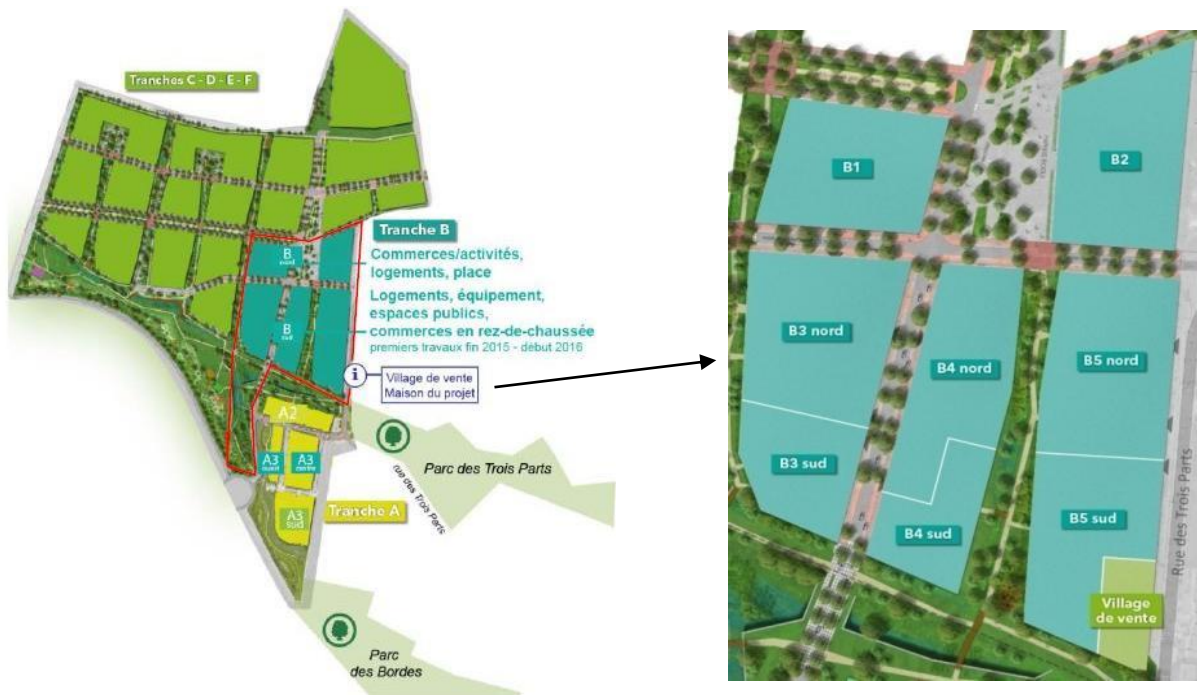 Tranches C - D - E - F
Tranche B
B
nord
Commerces/activités,
logements, place
Logements, équipement,
espaces publics,
commerces en rez-de-chaussée
premiers travaux fin 2015 - début 2016
B
sud
i
Village de vente
Maison du projet
A2
A3
ouest
A3
centre
A3
sud
Tranche A
Parc des Trois Parts
rue des Trois Parts
Parc
des Bordes
B1
B2
B3 nord
B4 nord
B5 nord
B3 sud
B4 sud
B5 sud
Village
de vente
Rue des Trois Parts